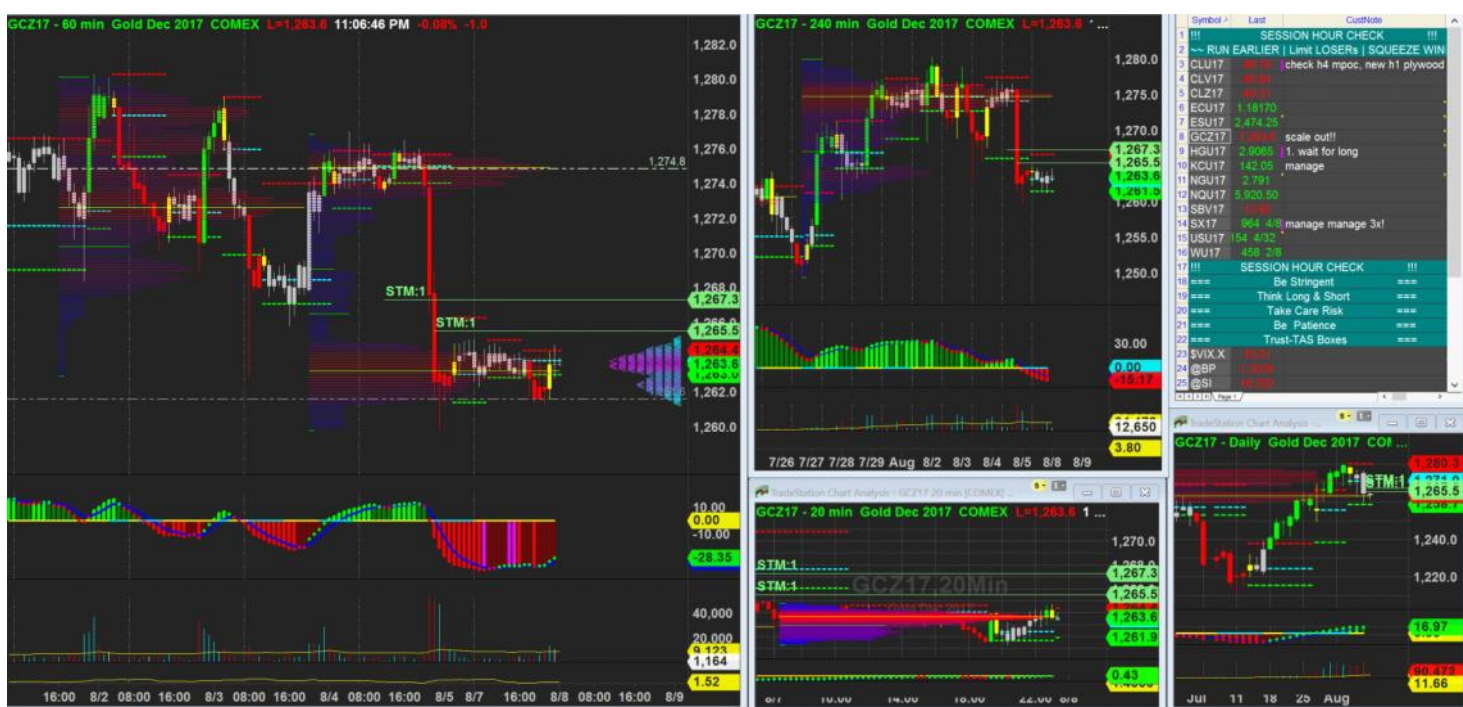 GCZ17 - 60 min Gold Dec 2017 COMEX L=1,263.6 11:06:46 PM -0.08% -1.0
1,282.0
1,280.0
1,278.0
1,276.0
1,274.8
1,274.0
1,272.0
1,270.0
1,268.0
STM:1
1,267.3
STM:1
1,265.5
1,264.4
1,263.6
1,262.0
1,260.0
10.00
0.00
-10.00
-28.35
40,000
20,000
9,123
1,164
1.52
16:00 8/2 08:00 16:00 8/3 08:00 16:00 8/4 08:00 16:00 8/5 8/7 16:00 8/8 08:00 16:00 8/9
GCZ17 - 240 min Gold Dec 2017 COMEX L=1,263.6 ...
1,280.0
1,275.0
1,270.0
1,267.3
1,265.5
1,263.6
1,261.5
1,260.0
1,255.0
1,250.0
30.00
0.00
-15.17
12,650
3.80
7/26 7/27 7/28 7/29 Aug 8/2 8/3 8/4 8/5 8/8 8/9
TradeStation Chart Analysis - GCZ17 20 min [COMEX] ...
GCZ17 - 20 min Gold Dec 2017 COMEX L=1,263.6 1 ...
1,270.0
STM:1
1,267.3
STM:1
GCZ17,20Min
1,265.5
1,263.6
1,261.9
0.43
Symbol Last CustNote
1 !!! SESSION HOUR CHECK !!!
2 ~~ RUN EARLIER | Limit LOSERs | SQUEEZE WIN
3 CLU17 check h4 mpoc, new h1 plywood
4 CLV17
5 CLZ17
6 ECU17 1.18170
7 ESU17 2,474.25
8 GCZ17 scale out!!
9 HGU17 2.9065 1. wait for long
10 KCU17 142.05 manage
11 NGU17 2.791
12 NQU17 5,920.50
13 SBV17
14 SX17 964 4/8 manage manage 3x!
15 USU17 154 4/32
16 WU17 458 2/8
17 !!! SESSION HOUR CHECK !!!
18 === Be Stringent ===
19 === Think Long & Short ===
20 === Take Care Risk ===
21 === Be Patience ===
22 === Trust-TAS Boxes ===
23 $VIX.X
24 @BP
25 @SI
Page 1
TradeStation Chart Analysis - ...
GCZ17 - Daily Gold Dec 2017 CO ...
1,280.3
STM:1
1,265.5
1,240.0
1,220.0
16.97
90,472
11.66
Jul 11 18 25 Aug